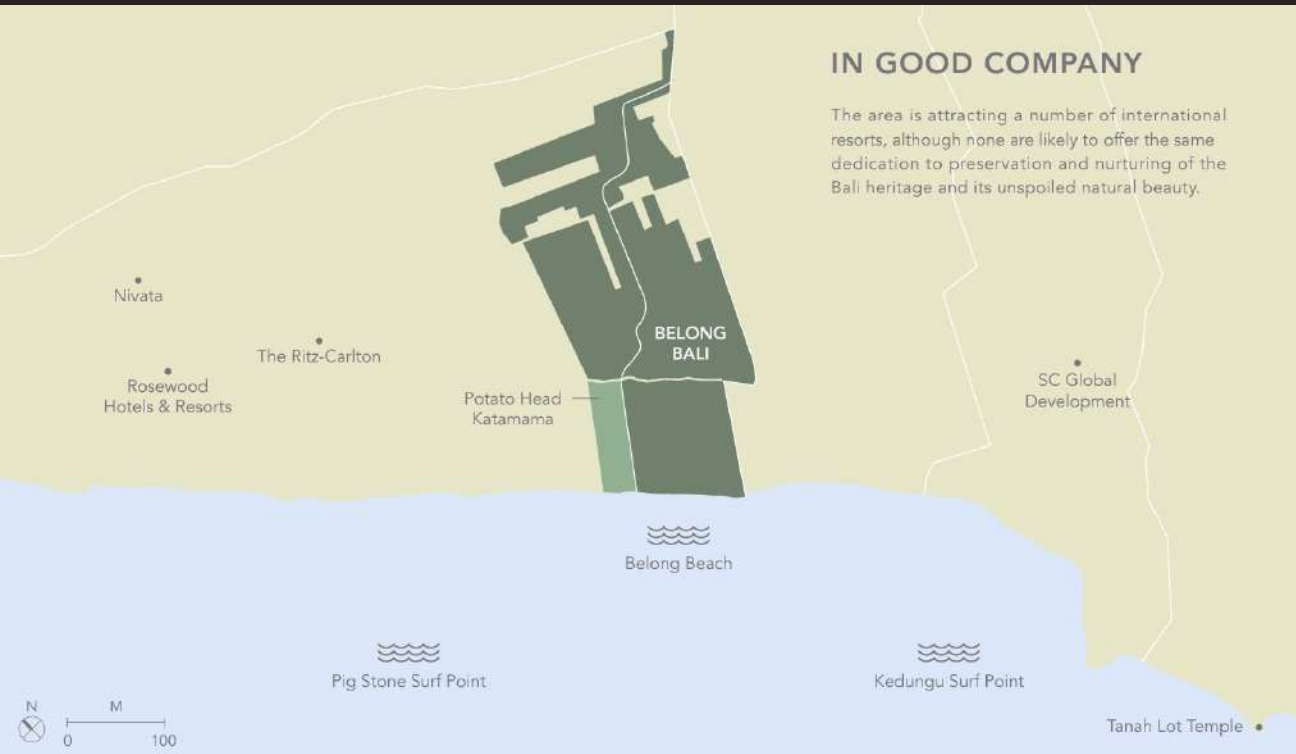 IN GOOD COMPANY
The area is attracting a number of international
resorts, although none are likely to offer the same
dedication to preservation and nurturing of the
Bali heritage and its unspoiled natural beauty.
Nivata
The Ritz-Carlton
Rosewood
Hotels & Resorts
BELONG
BALI
Potato Head
Katamama
SC Global
Development
Belong Beach
Pig Stone Surf Point
Kedungu Surf Point
Tanah Lot Temple
N
M
0 100